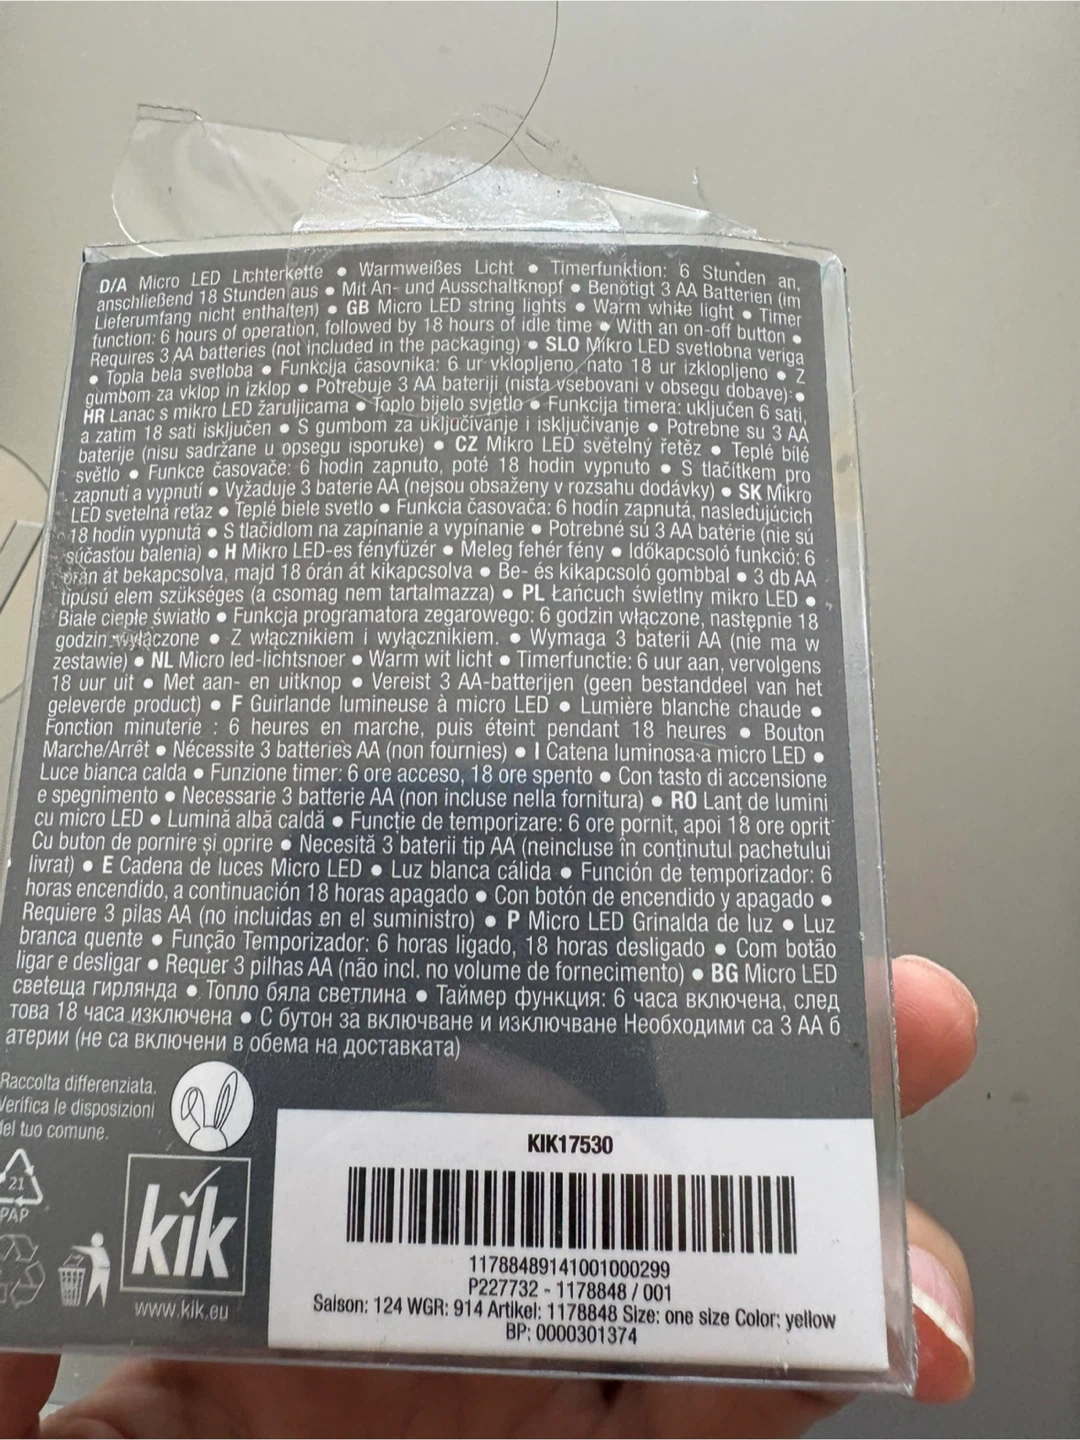 D/A Micro LED Lichterkette ● Warmweißes Licht ● Timerfunktion: 6 Stunden an,
anschließend 18 Stunden aus ● Mit An- und Ausschaltknopf ● Benötigt 3 AA Batterien (im
Lieferumfang nicht enthalten) ● GB Micro LED string lights ● Warm white light ● Timer
function: 6 hours of operation, followed by 18 hours of idle time ● With an on-off button ●
Requires 3 AA batteries (not included in the packaging) ● SLO Mikro LED svetlobna veriga
● Topla bela svetloba ● Funkcija časovnika: 6 ur vklopljeno, nato 18 ur izklopljeno ● Z
gumbom za vklop in izklop ● Potrebuje 3 AA bateriji (nista vsebovani v obsegu dobave) ●
HR Lanac s mikro LED žaruljicama ● Toplo bijelo svjetlo ● Funkcija timera: uključen 6 sati,
a zatim 18 sati isključen ● S gumbom za uključivanje i isključivanje ● Potrebne su 3 AA
baterije (nisu sadržane u opsegu isporuke) ● CZ Mikro LED světelný řetěz ● Teplé bílé
světlo ● Funkce časovače: 6 hodin zapnuto, poté 18 hodin vypnuto ● S tlačítkem pro
zapnutí a vypnutí ● Vyžaduje 3 baterie AA (nejsou obsaženy v rozsahu dodávky) ● SK Mikro
LED svetelná reťaz ● Teplé biele svetlo ● Funkcia časovača: 6 hodín zapnutá, nasledujúcich
18 hodín vypnutá ● S tlačidlom na zapínanie a vypínanie ● Potrebné sú 3 AA batérie (nie sú
súčasťou balenia) ● H Mikro LED-es fényfüzér ● Meleg fehér fény ● Időkapcsoló funkció: 6
órán át bekapcsolva, majd 18 órán át kikapcsolva ● Be- és kikapcsoló gombbal ● 3 db AA
típusú elem szükséges (a csomag nem tartalmazza) ● PL Łańcuch świetlny mikro LED ●
Białe ciepłe światło ● Funkcja programatora zegarowego: 6 godzin włączone, następnie 18
godzin wyłączone ● Z włącznikiem i wyłącznikiem. ● Wymaga 3 baterii AA (nie ma w
zestawie) ● NL Micro led-lichtsnoer ● Warm wit licht ● Timerfunctie: 6 uur aan, vervolgens
18 uur uit ● Met aan- en uitknop ● Vereist 3 AA-batterijen (geen bestanddeel van het
geleverde product) ● F Guirlande lumineuse à micro LED ● Lumière blanche chaude ●
Fonction minuterie : 6 heures en marche, puis éteint pendant 18 heures ● Bouton
Marche/Arrêt ● Nécessite 3 batteries AA (non fournies) ● I Catena luminosa a micro LED ●
Luce bianca calda ● Funzione timer: 6 ore acceso, 18 ore spento ● Con tasto di accensione
e spegnimento ● Necessarie 3 batterie AA (non incluse nella fornitura) ● RO Lanț de lumini
cu micro LED ● Lumină albă caldă ● Funcție de temporizare: 6 ore pornit, apoi 18 ore oprit
Cu buton de pornire și oprire ● Necesită 3 baterii tip AA (neincluse în conținutul pachetului
livrat) ● E Cadena de luces Micro LED ● Luz blanca cálida ● Función de temporizador: 6
horas encendido, a continuación 18 horas apagado ● Con botón de encendido y apagado ●
Requiere 3 pilas AA (no incluidas en el suministro) ● P Micro LED Grinalda de luz ● Luz
branca quente ● Função Temporizador: 6 horas ligado, 18 horas desligado ● Com botão
ligar e desligar ● Requer 3 pilhas AA (não incl. no volume de fornecimento) ● BG Micro LED
светеща гирлянда ● Топло бяла светлина ● Таймер функция: 6 часа включена, след
това 18 часа изключена ● С бутон за включване и изключване Необходими са 3 АА б
атерии (не са включени в обема на доставката)
Raccolta differenziata.
Verifica le disposizioni
del tuo comune.
21
PAP
kik
www.kik.eu
KIK17530
11788489141001000299
P227732 - 1178848 / 001
Saison: 124 WGR: 914 Artikel: 1178848 Size: one size Color: yellow
BP: 0000301374